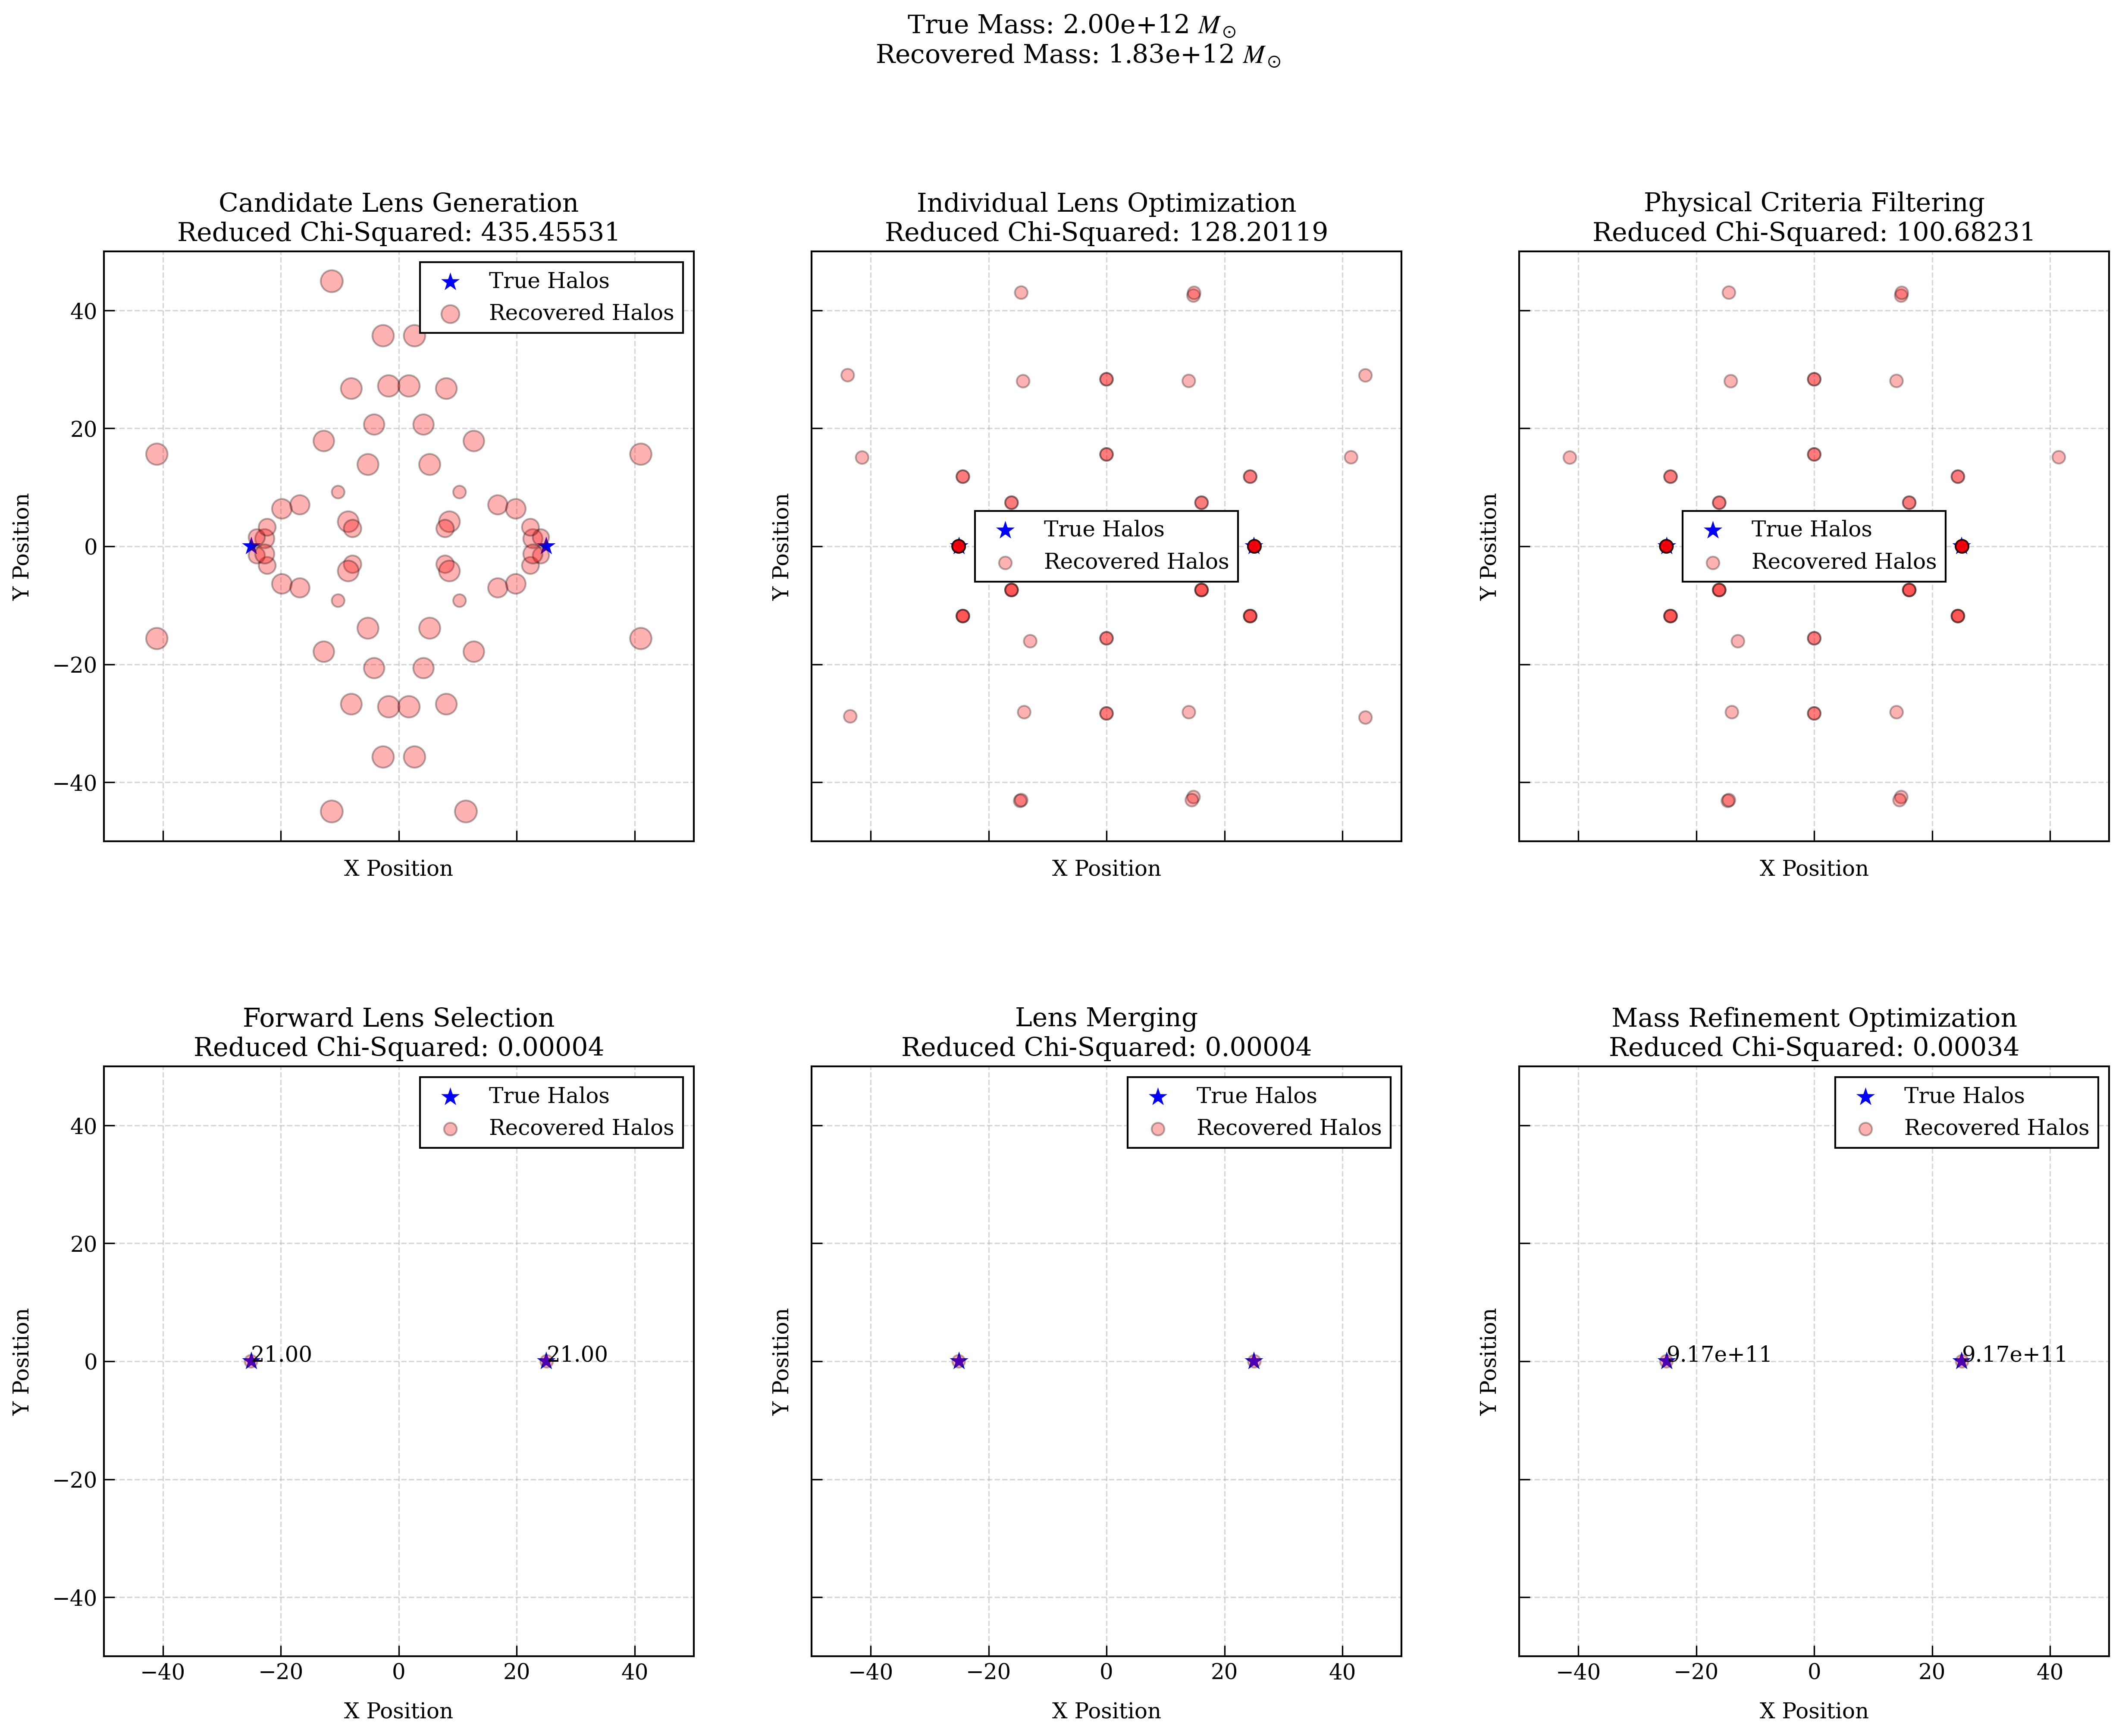 True Mass: 2.00e+12 M⊙
Recovered Mass: 1.83e+12 M⊙
Candidate Lens Generation
Reduced Chi-Squared: 435.45531
True Halos
Recovered Halos
40
20
0
−20
−40
Y Position
X Position
Individual Lens Optimization
Reduced Chi-Squared: 128.20119
True Halos
Recovered Halos
Y Position
X Position
Physical Criteria Filtering
Reduced Chi-Squared: 100.68231
True Halos
Recovered Halos
Y Position
X Position
Forward Lens Selection
Reduced Chi-Squared: 0.00004
True Halos
Recovered Halos
40
20
0
−20
−40
21.00
21.00
Y Position
−40 −20 0 20 40
X Position
Lens Merging
Reduced Chi-Squared: 0.00004
True Halos
Recovered Halos
Y Position
−40 −20 0 20 40
X Position
Mass Refinement Optimization
Reduced Chi-Squared: 0.00034
True Halos
Recovered Halos
9.17e+11
9.17e+11
Y Position
−40 −20 0 20 40
X Position